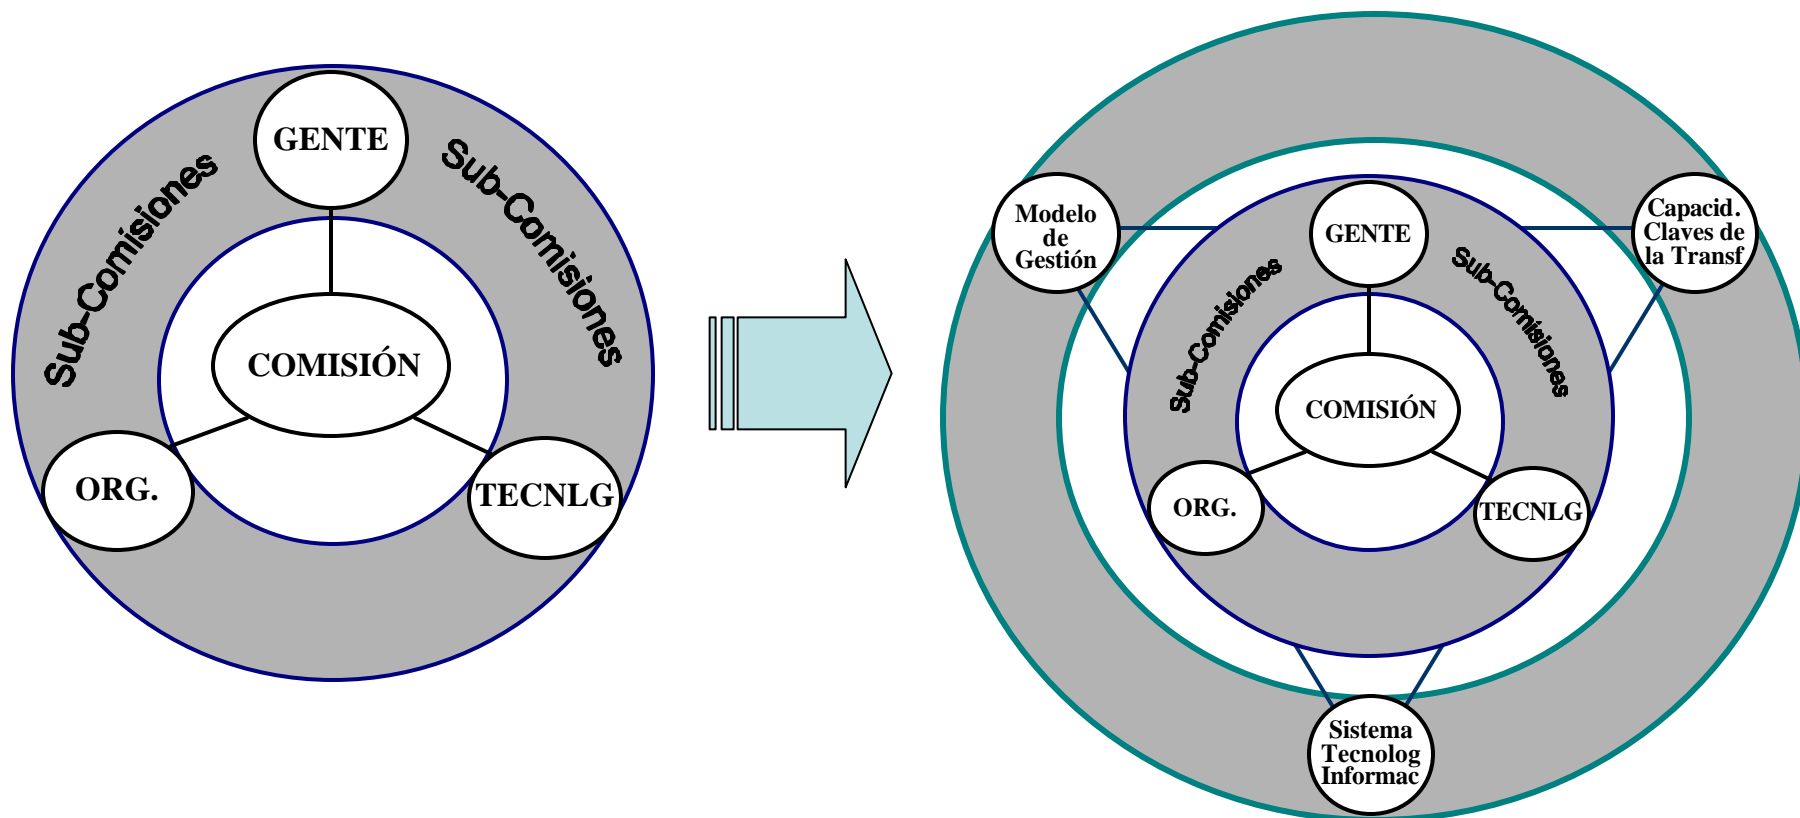 GENTE
Sub-Comisiones
Sub-Comisiones
COMISIÓN
ORG.
TECNLG
Modelo
de
Gestión
Capacid.
Claves de
la Transf
GENTE
Sub-Comisiones
Sub-Comisiones
COMISIÓN
ORG.
TECNLG
Sistema
Tecnolog
Informac